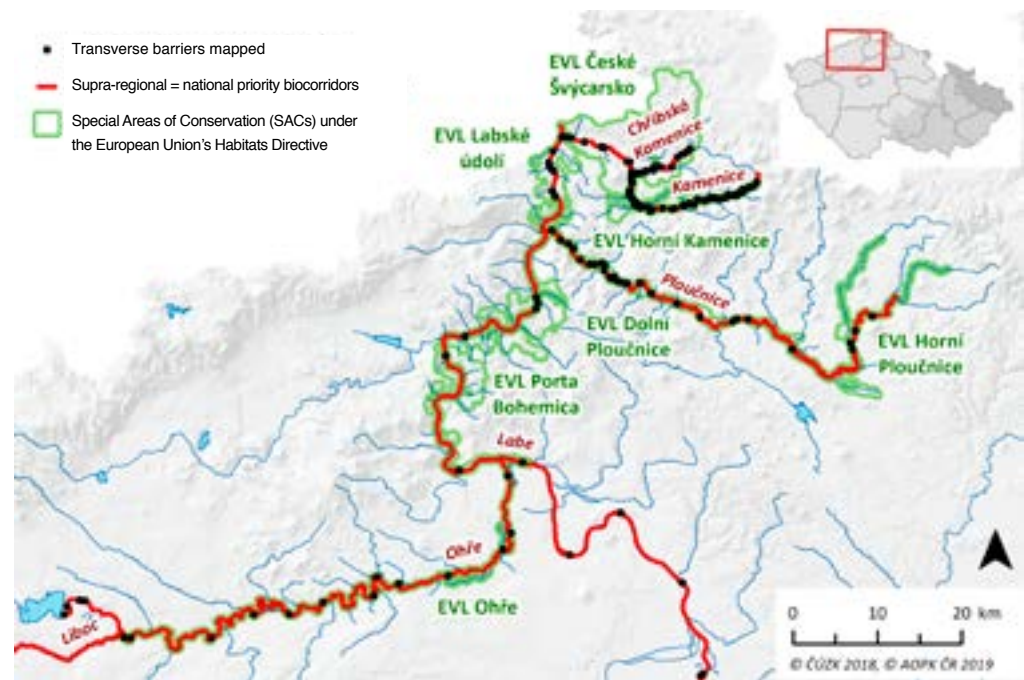 Transverse barriers mapped
Supra-regional = national priority biocorridors
Special Areas of Conservation (SACs) under
the European Union's Habitats Directive
EVL České
Švýcarsko
EVL Labské
údolí
Chřibská
Kamenice
Kamenice
EVL Horní Kamenice
Ploučnice
EVL Dolní
Ploučnice
EVL Horní
Ploučnice
EVL Porta
Bohemica
Labe
Ohře
EVL Ohře
Liboc
0 10 20 km
© ČÚZK 2018, © AOPK ČR 2019